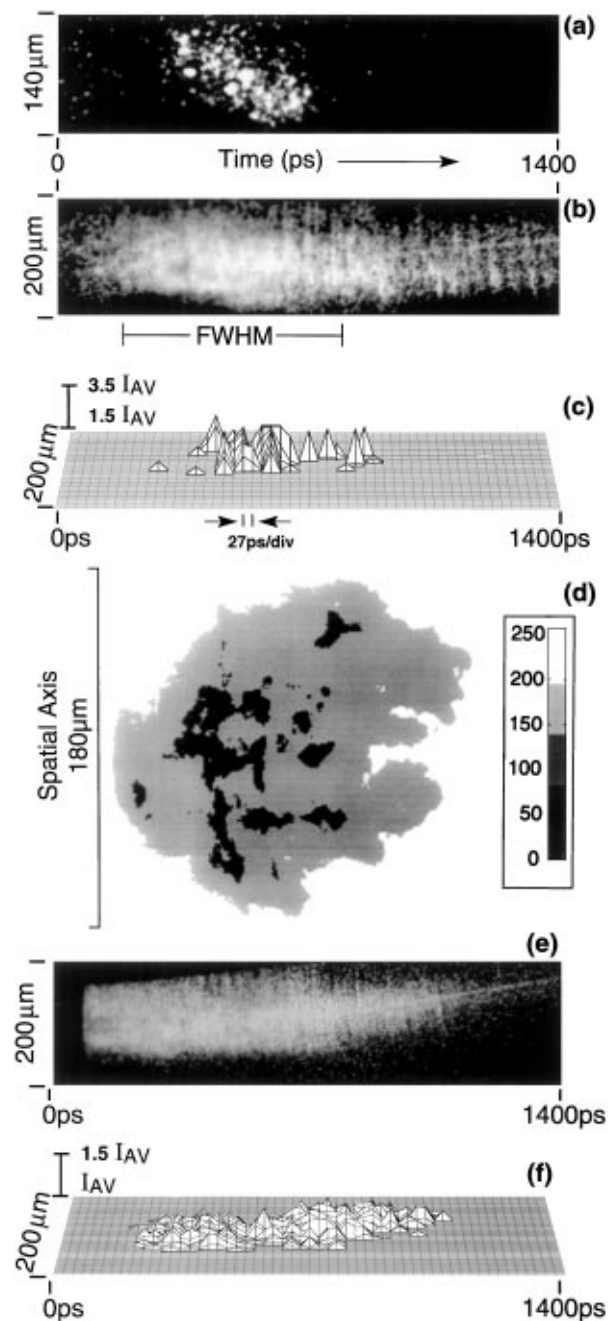 (a)
140μm
0 Time (ps) 1400
(b)
200μm
FWHM
(c)
3.5 IAV
1.5 IAV
200μm
0ps 1400ps
27ps/div
(d)
Spatial Axis
180μm
250
200
150
100
50
0
(e)
200μm
0ps 1400ps
(f)
1.5 IAV
IAV
200μm
0ps 1400ps